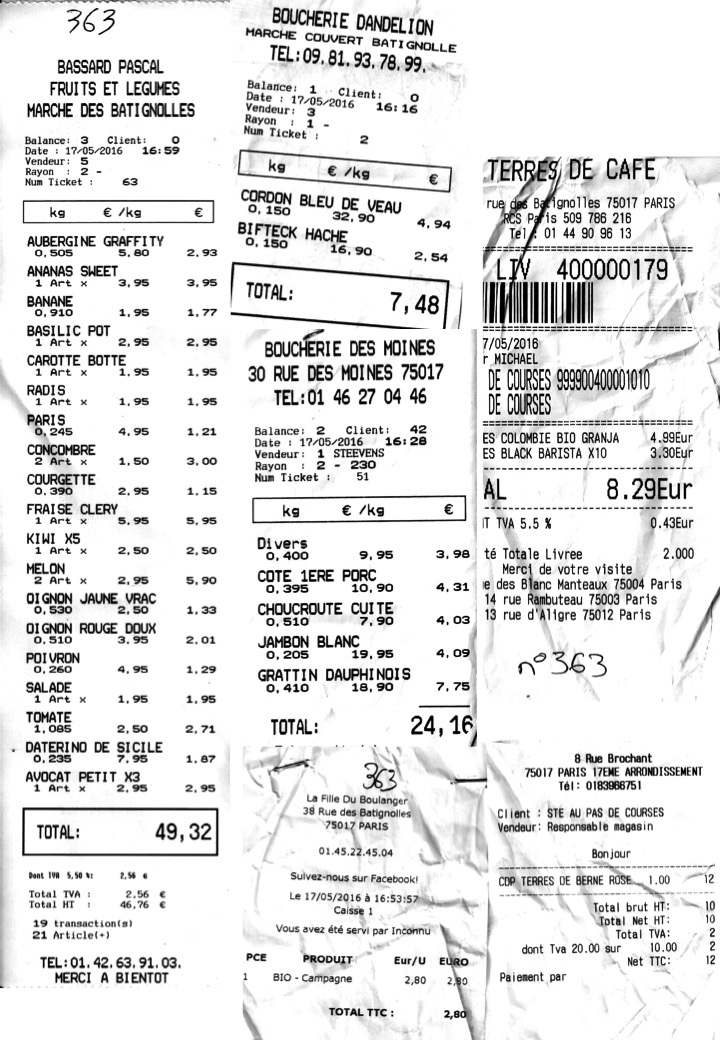 363
BASSARD PASCAL
FRUITS ET LEGUMES
MARCHE DES BATIGNOLLES
Balance: 3 Client: 0
Date : 17/05/2016 16:59
Vendeur: 5
Rayon : 2 -
Num Ticket : 63
kg € /kg €
AUBERGINE GRAFFITY
0,505 5,80 2,93
ANANAS SWEET
1 Art x 3,95 3,95
BANANE
0,910 1,95 1,77
BASILIC POT
1 Art x 2,95 2,95
CAROTTE BOTTE
1 Art x 1,95 1,95
RADIS
1 Art x 1,95 1,95
PARIS
0,245 4,95 1,21
CONCOMBRE
2 Art x 1,50 3,00
COURGETTE
0,390 2,95 1,15
FRAISE CLERY
1 Art x 5,95 5,95
KIWI X5
1 Art x 2,50 2,50
MELON
2 Art x 2,95 5,90
OIGNON JAUNE VRAC
0,530 2,50 1,33
OIGNON ROUGE DOUX
0,510 3,95 2,01
POIVRON
0,260 4,95 1,29
SALADE
1 Art x 1,95 1,95
TOMATE
1,085 2,50 2,71
DATERINO DE SICILE
0,235 7,95 1,87
AVOCAT PETIT X3
1 Art x 2,95 2,95
TOTAL: 49,32
Dont TVA 5,50 %: 2,56 €
Total TVA : 2,56 €
Total HT : 46,76 €
19 transaction(s)
21 Article(+)
TEL:01.42.63.91.03.
MERCI A BIENTOT
BOUCHERIE DANDELION
MARCHE COUVERT BATIGNOLLE
TEL:09.81.93.78.99.
Balance: 1 Client: 0
Date : 17/05/2016 16:16
Vendeur: 3
Rayon : 1 -
Num Ticket : 2
kg € /kg €
CORDON BLEU DE VEAU
0,150 32,90 4,94
BIFTECK HACHE
0,150 16,90 2,54
TOTAL: 7,48
BOUCHERIE DES MOINES
30 RUE DES MOINES 75017
TEL:01 46 27 04 46
Balance: 2 Client: 42
Date : 17/05/2016 16:28
Vendeur: 1 STEEVENS
Rayon : 2 - 230
Num Ticket : 51
kg € /kg €
Divers
0,400 9,95 3,98
COTE 1ERE PORC
0,395 10,90 4,31
CHOUCROUTE CUITE
0,510 7,90 4,03
JAMBON BLANC
0,205 19,95 4,09
GRATTIN DAUPHINOIS
0,410 18,90 7,75
TOTAL: 24,16
TERRES DE CAFE
rue des Batignolles 75017 PARIS
RCS Paris 509 786 216
Tel : 01 44 90 96 13
LIV 400000179
7/05/2016
r MICHAEL
DE COURSES 999900400001010
DE COURSES
ES COLOMBIE BIO GRANJA 4.99Eur
ES BLACK BARISTA X10 3.30Eur
AL 8.29Eur
T TVA 5.5 % 0.43Eur
té Totale Livree 2.000
Merci de votre visite
e des Blanc Manteaux 75004 Paris
14 rue Rambuteau 75003 Paris
13 rue d'Aligre 75012 Paris
n°363
363
La Fille Du Boulanger
38 Rue des Batignolles
75017 PARIS
01.45.22.45.04
Suivez-nous sur Facebook!
Le 17/05/2016 à 16:53:57
Caisse 1
Vous avez été servi par Inconnu
PCE PRODUIT Eur/U EURO
1 BIO - Campagne 2,80 2,80
TOTAL TTC : 2,80
8 Rue Brochant
75017 PARIS 17EME ARRONDISSEMENT
Tél: 0183966751
Client : STE AU PAS DE COURSES
Vendeur: Responsable magasin
Bonjour
CDP TERRES DE BERNE ROSE 1.00 12
Total brut HT: 10
Total Net HT: 10
Total TVA: 2
dont Tva 20.00 sur 10.00 2
Net TTC: 12
Paiement par